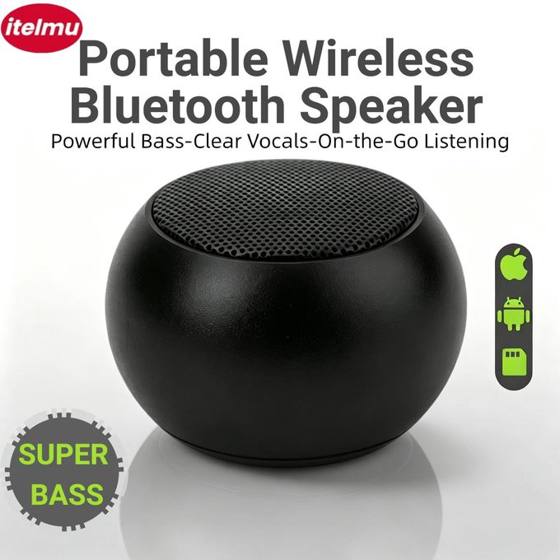 itelmu
Portable Wireless
Bluetooth Speaker
Powerful Bass-Clear Vocals-On-the-Go Listening
SUPER
BASS